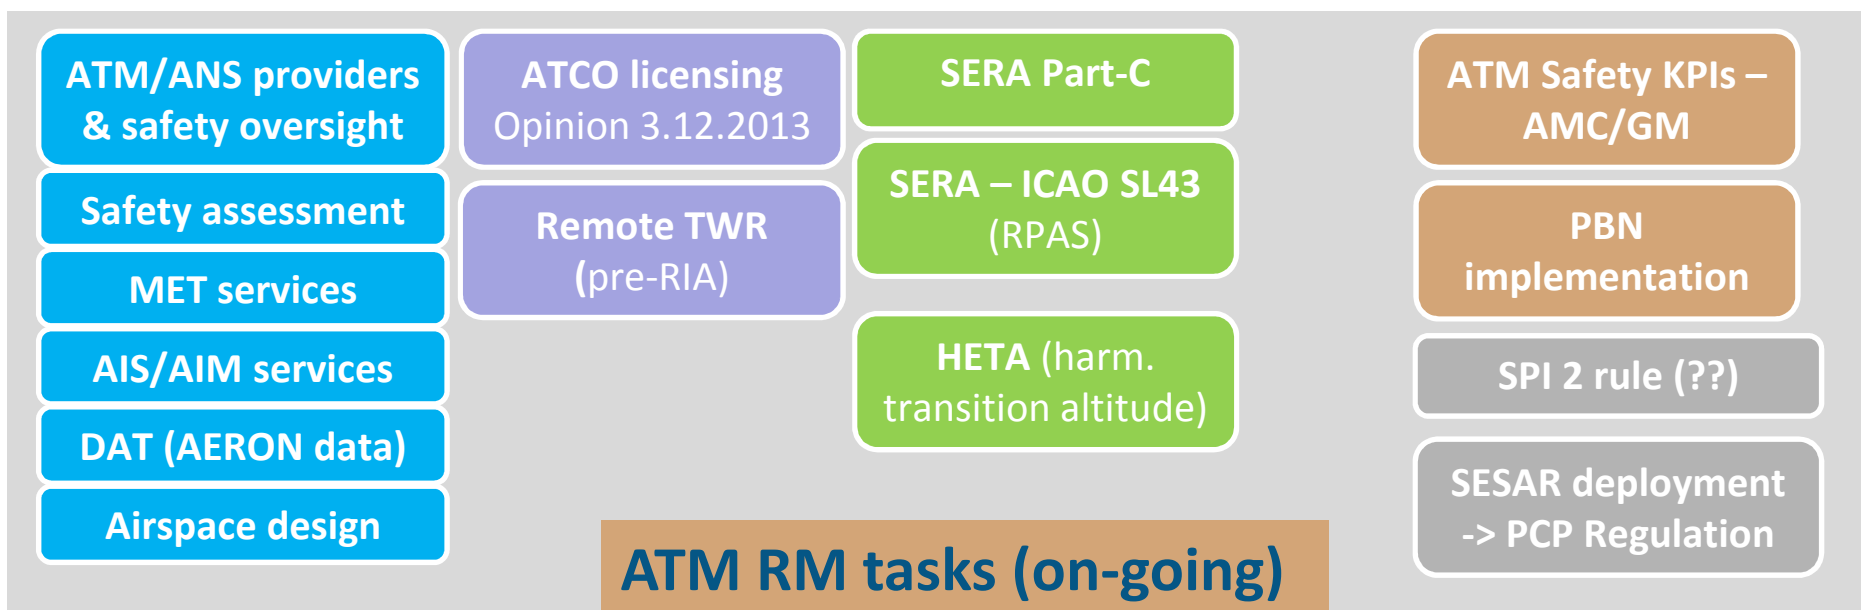 ATM/ANS providers
& safety oversight
Safety assessment
MET services
AIS/AIM services
DAT (AERON data)
Airspace design
ATCO licensing
Opinion 3.12.2013
Remote TWR
(pre-RIA)
SERA Part-C
SERA – ICAO SL43
(RPAS)
HETA (harm.
transition altitude)
ATM Safety KPIs –
AMC/GM
PBN
implementation
SPI 2 rule (??)
SESAR deployment
-> PCP Regulation
ATM RM tasks (on-going)